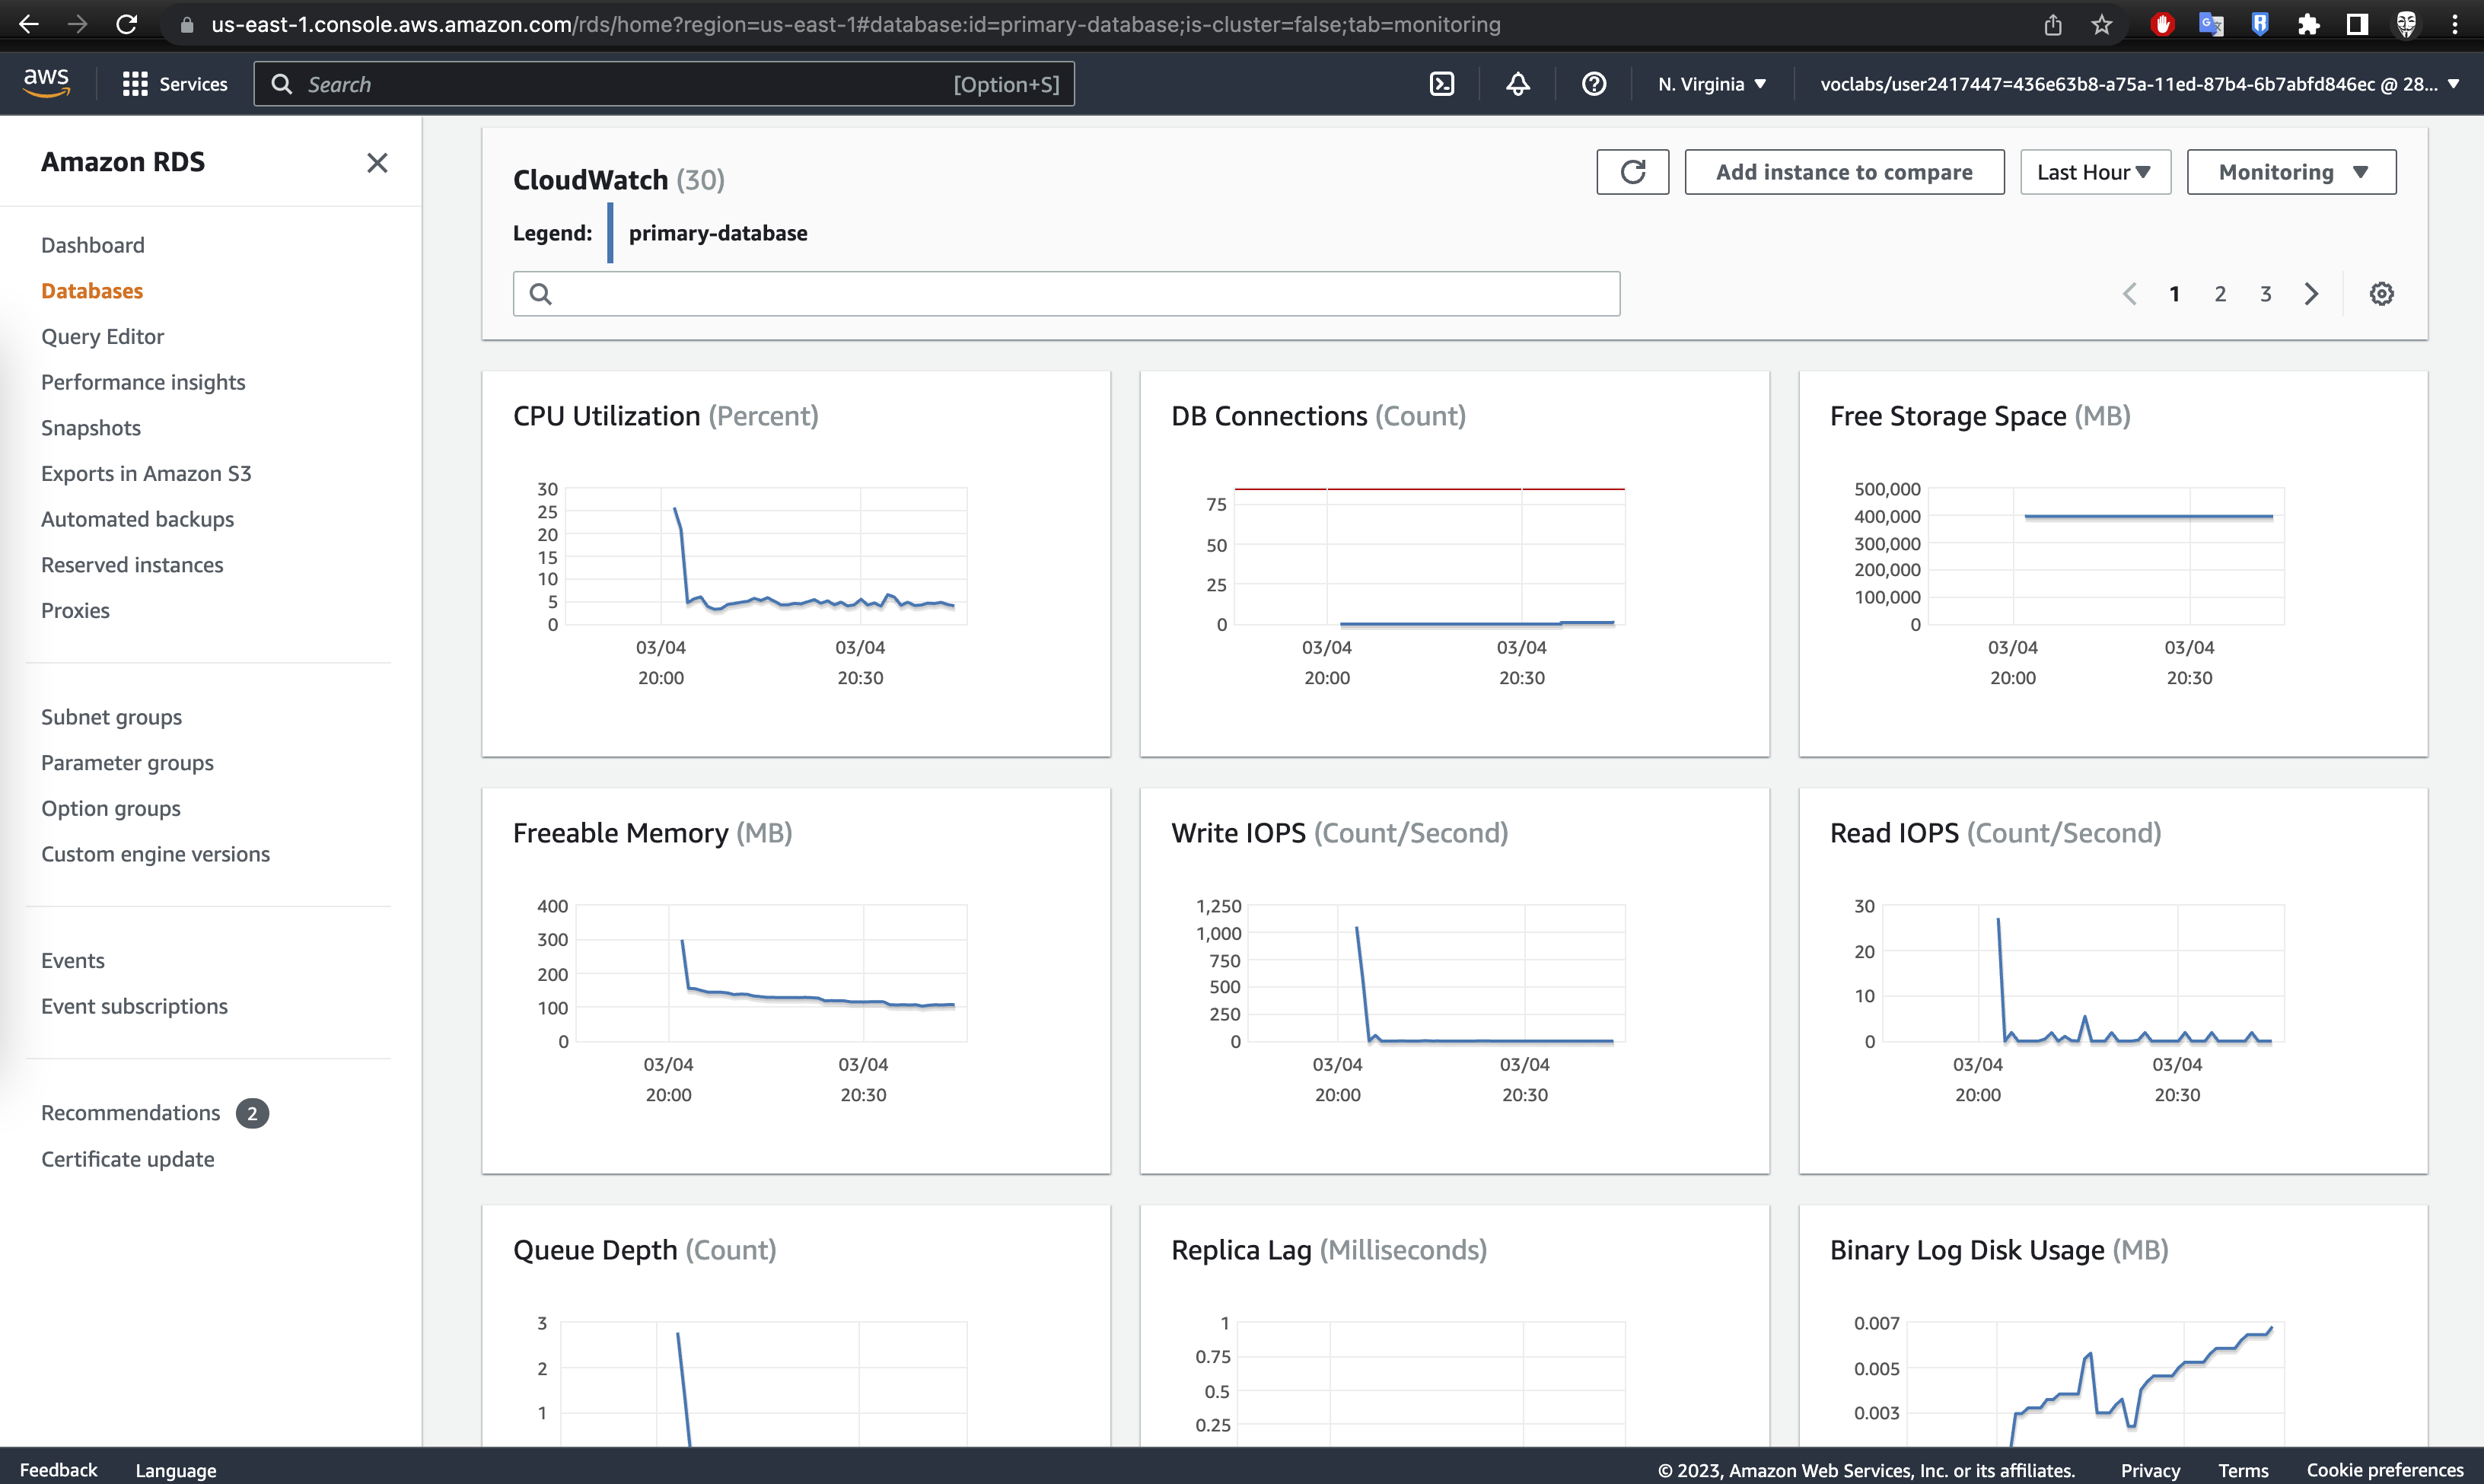 us-east-1.console.aws.amazon.com/rds/home?region=us-east-1#database:id=primary-database;is-cluster=false;tab=monitoring
aws
Services
Search
[Option+S]
N. Virginia
voclabs/user2417447=436e63b8-a75a-11ed-87b4-6b7abfd846ec @ 28...
Amazon RDS
Dashboard
Databases
Query Editor
Performance insights
Snapshots
Exports in Amazon S3
Automated backups
Reserved instances
Proxies
Subnet groups
Parameter groups
Option groups
Custom engine versions
Events
Event subscriptions
Recommendations 2
Certificate update
CloudWatch (30)
Add instance to compare
Last Hour
Monitoring
Legend: primary-database
1 2 3
CPU Utilization (Percent)
30
25
20
15
10
5
0
03/04 03/04
20:00 20:30
DB Connections (Count)
75
50
25
0
03/04 03/04
20:00 20:30
Free Storage Space (MB)
500,000
400,000
300,000
200,000
100,000
0
03/04 03/04
20:00 20:30
Freeable Memory (MB)
400
300
200
100
0
03/04 03/04
20:00 20:30
Write IOPS (Count/Second)
1,250
1,000
750
500
250
0
03/04 03/04
20:00 20:30
Read IOPS (Count/Second)
30
20
10
0
03/04 03/04
20:00 20:30
Queue Depth (Count)
3
2
1
Replica Lag (Milliseconds)
1
0.75
0.5
0.25
Binary Log Disk Usage (MB)
0.007
0.005
0.003
Feedback
Language
© 2023, Amazon Web Services, Inc. or its affiliates.
Privacy
Terms
Cookie preferences